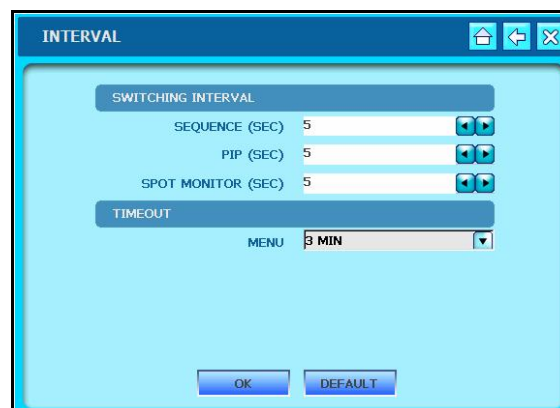 INTERVAL
SWITCHING INTERVAL
SEQUENCE (SEC) 5
PIP (SEC) 5
SPOT MONITOR (SEC) 5
TIMEOUT
MENU 3 MIN
OK DEFAULT